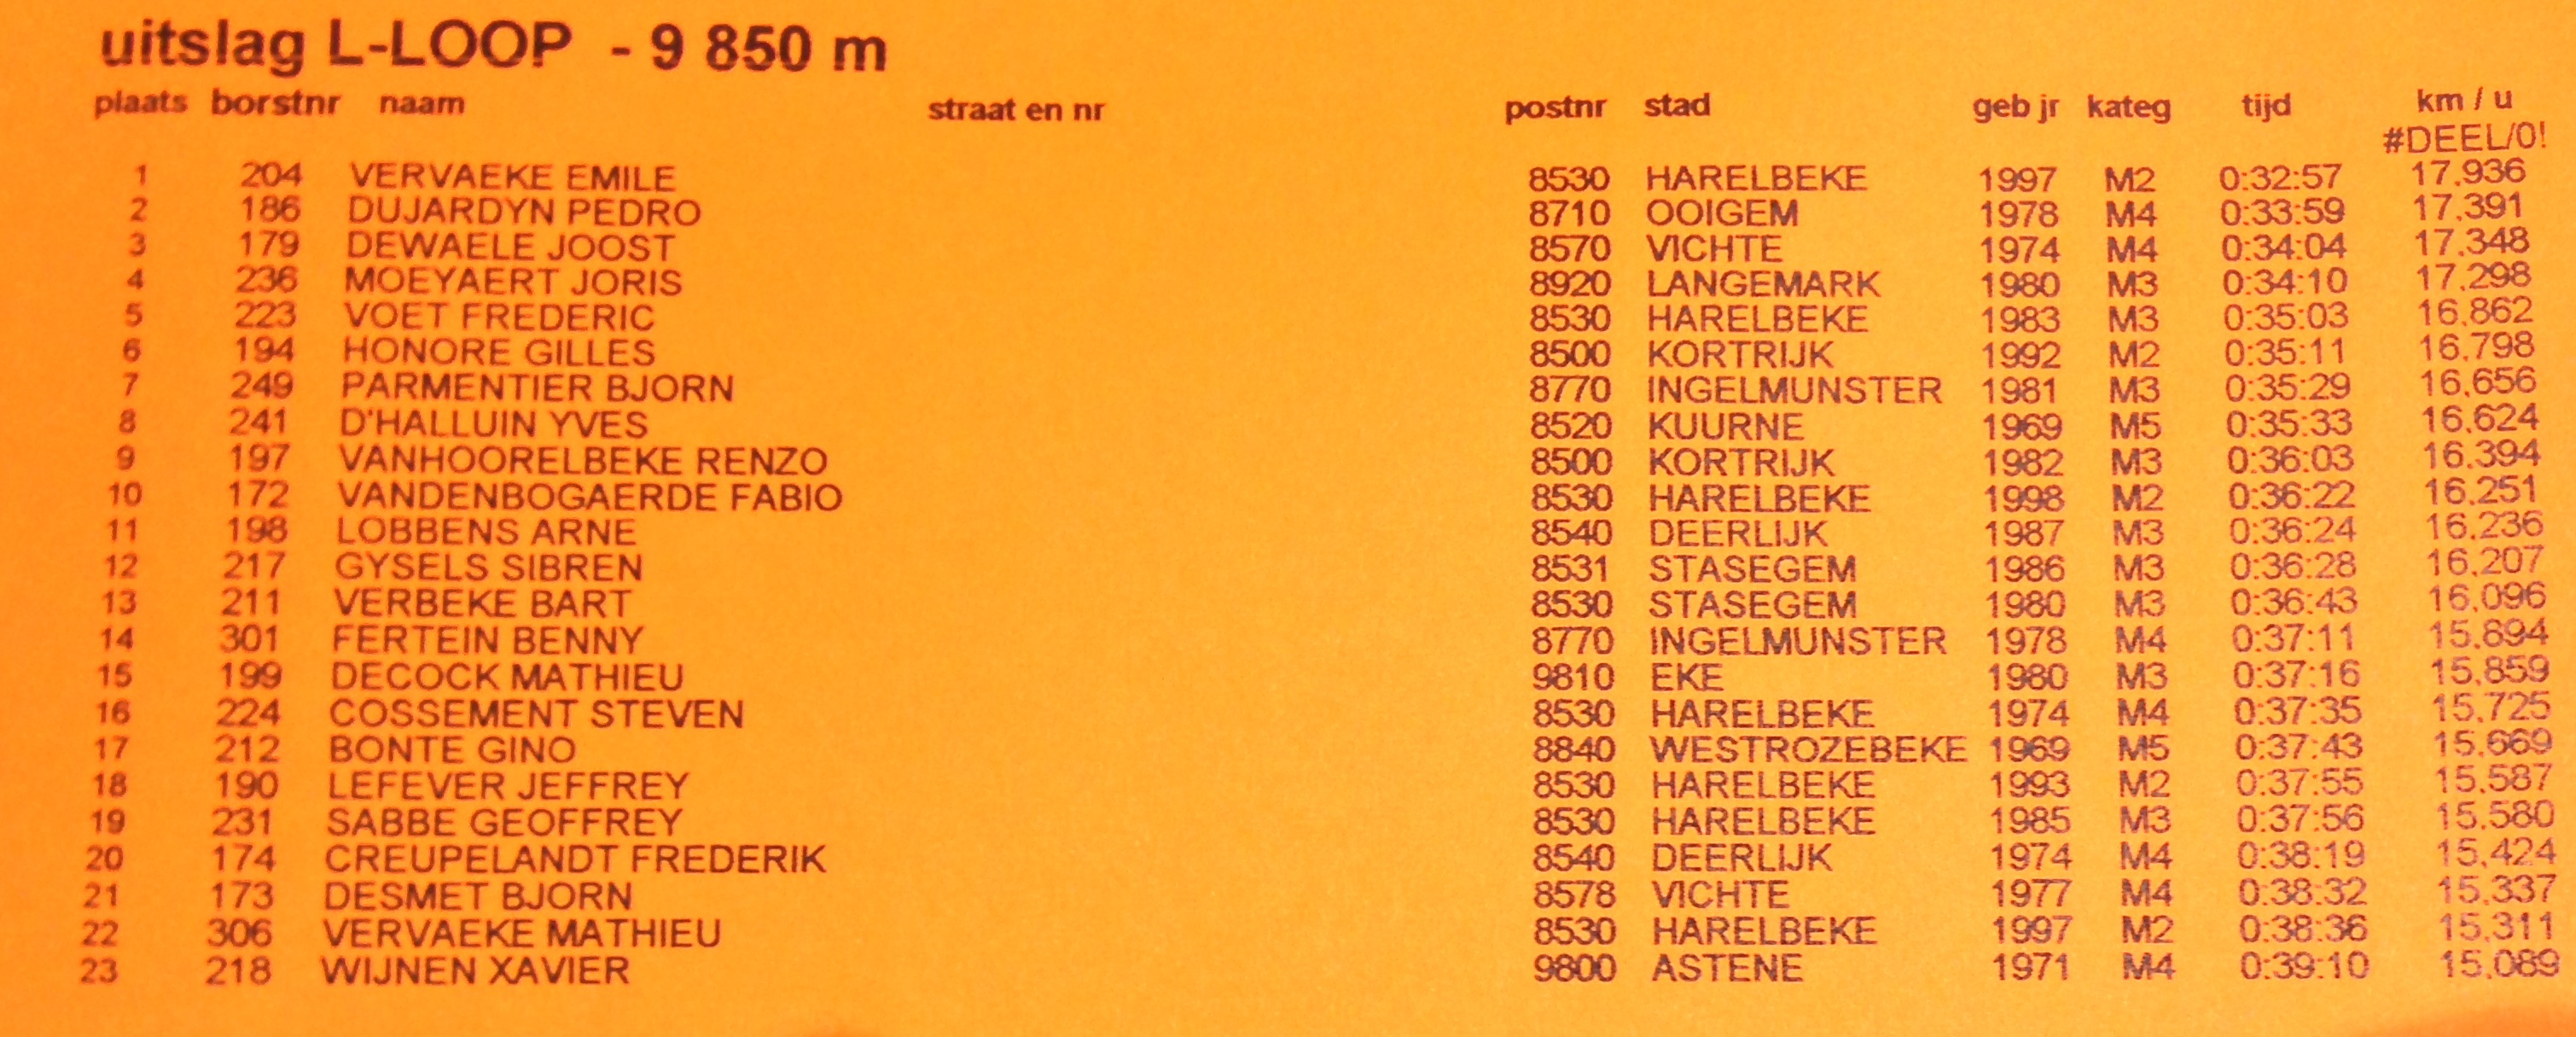 uitslag L-LOOP - 9 850 m
plaats borstnr naam straat en nr postnr stad geb jr kateg tijd km / u
#DEEL/0!
1 204 VERVAEKE EMILE 8530 HARELBEKE 1997 M2 0:32:57 17,936
2 186 DUJARDYN PEDRO 8710 OOIGEM 1978 M4 0:33:59 17,391
3 179 DEWAELE JOOST 8570 VICHTE 1974 M4 0:34:04 17,348
4 236 MOEYAERT JORIS 8920 LANGEMARK 1980 M3 0:34:10 17,298
5 223 VOET FREDERIC 8530 HARELBEKE 1983 M3 0:35:03 16,862
6 194 HONORE GILLES 8500 KORTRIJK 1992 M2 0:35:11 16,798
7 249 PARMENTIER BJORN 8770 INGELMUNSTER 1981 M3 0:35:29 16,656
8 241 D'HALLUIN YVES 8520 KUURNE 1969 M5 0:35:33 16,624
9 197 VANHOORELBEKE RENZO 8500 KORTRIJK 1982 M3 0:36:03 16,394
10 172 VANDENBOGAERDE FABIO 8530 HARELBEKE 1998 M2 0:36:22 16,251
11 198 LOBBENS ARNE 8540 DEERLIJK 1987 M3 0:36:24 16,236
12 217 GYSELS SIBREN 8531 STASEGEM 1986 M3 0:36:28 16,207
13 211 VERBEKE BART 8530 STASEGEM 1980 M3 0:36:43 16,096
14 301 FERTEIN BENNY 8770 INGELMUNSTER 1978 M4 0:37:11 15,894
15 199 DECOCK MATHIEU 9810 EKE 1980 M3 0:37:16 15,859
16 224 COSSEMENT STEVEN 8530 HARELBEKE 1974 M4 0:37:35 15,725
17 212 BONTE GINO 8840 WESTROZEBEKE 1969 M5 0:37:43 15,669
18 190 LEFEVER JEFFREY 8530 HARELBEKE 1993 M2 0:37:55 15,587
19 231 SABBE GEOFFREY 8530 HARELBEKE 1985 M3 0:37:56 15,580
20 174 CREUPELANDT FREDERIK 8540 DEERLIJK 1974 M4 0:38:19 15,424
21 173 DESMET BJORN 8578 VICHTE 1977 M4 0:38:32 15,337
22 306 VERVAEKE MATHIEU 8530 HARELBEKE 1997 M2 0:38:36 15,311
23 218 WIJNEN XAVIER 9800 ASTENE 1971 M4 0:39:10 15,089